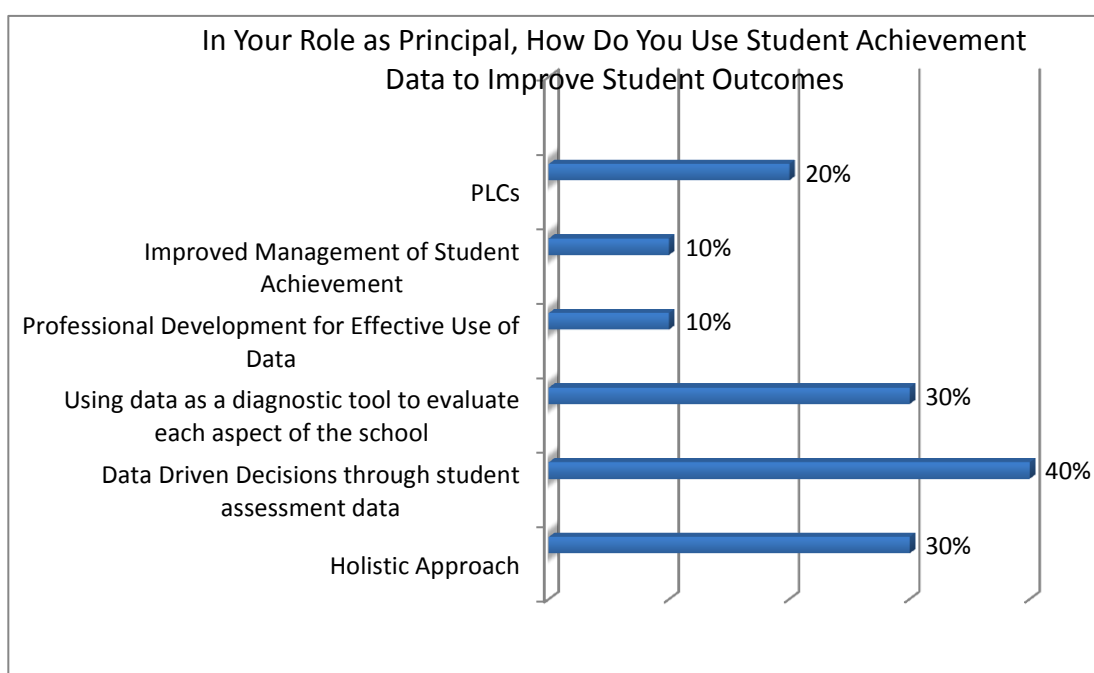 In Your Role as Principal, How Do You Use Student Achievement
Data to Improve Student Outcomes
PLCs
20%
Improved Management of Student
Achievement
10%
Professional Development for Effective Use of
Data
10%
Using data as a diagnostic tool to evaluate
each aspect of the school
30%
Data Driven Decisions through student
assessment data
40%
Holistic Approach
30%